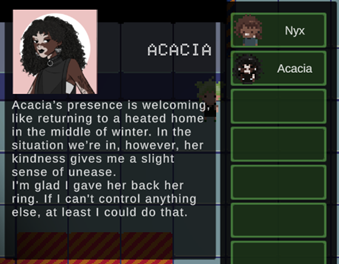 ACACIA
Nyx
Acacia
Acacia's presence is welcoming,
like returning to a heated home
in the middle of winter. In the
situation we're in, however, her
kindness gives me a slight
sense of unease.
I'm glad I gave her back her
ring. If I can't control anything
else, at least I could do that.